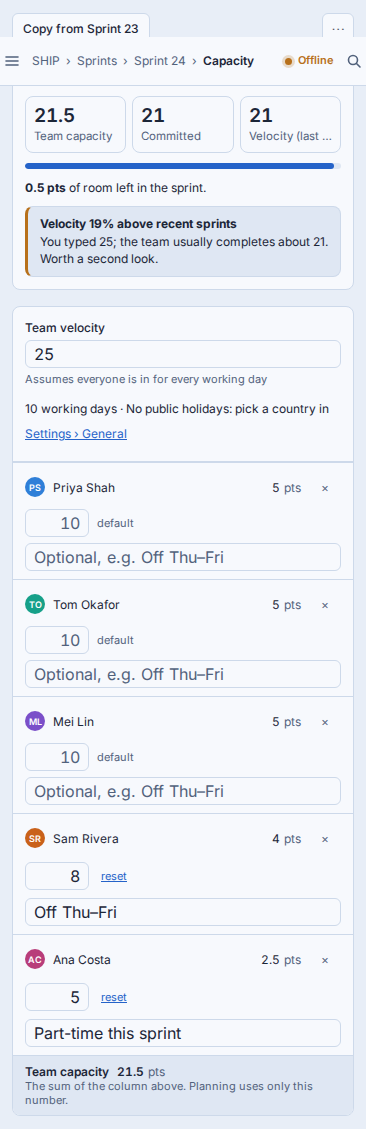 Copy from Sprint 23
...
SHIP › Sprints › Sprint 24 › Capacity
Offline
21.5
Team capacity
21
Committed
21
Velocity (last ...
0.5 pts of room left in the sprint.
Velocity 19% above recent sprints
You typed 25; the team usually completes about 21.
Worth a second look.
Team velocity
25
Assumes everyone is in for every working day
10 working days · No public holidays: pick a country in
Settings › General
PS Priya Shah 5 pts ×
10 default
Optional, e.g. Off Thu–Fri
TO Tom Okafor 5 pts ×
10 default
Optional, e.g. Off Thu–Fri
ML Mei Lin 5 pts ×
10 default
Optional, e.g. Off Thu–Fri
SR Sam Rivera 4 pts ×
8 reset
Off Thu–Fri
AC Ana Costa 2.5 pts ×
5 reset
Part-time this sprint
Team capacity 21.5 pts
The sum of the column above. Planning uses only this
number.